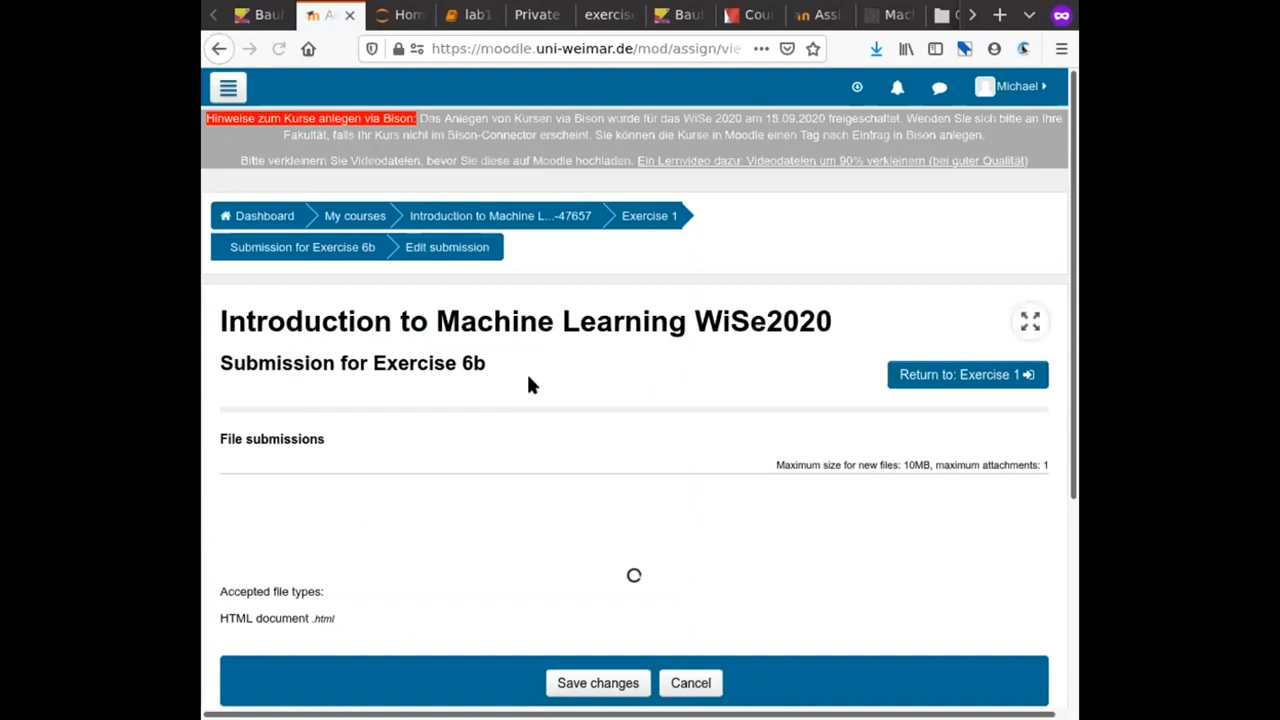 Baul
A
Hom
lab1
Private
exercis
Baul
Cou
Assi
Mac
https://moodle.uni-weimar.de/mod/assign/vie
Michael
Hinweise zum Kurse anlegen via Bison: Das Anlegen von Kursen via Bison wurde für das WiSe 2020 am 18.09.2020 freigeschaltet. Wenden Sie sich bitte an Ihre
Fakultät, falls Ihr Kurs nicht im Bison-Connector erscheint. Sie können die Kurse in Moodle einen Tag nach Eintrag in Bison anlegen.
Bitte verkleinern Sie Videodateien, bevor Sie diese auf Moodle hochladen. Ein Lernvideo dazu: Videodateien um 90% verkleinern (bei guter Qualität)
Dashboard
My courses
Introduction to Machine L...-47657
Exercise 1
Submission for Exercise 6b
Edit submission
Introduction to Machine Learning WiSe2020
Submission for Exercise 6b
Return to: Exercise 1
File submissions
Maximum size for new files: 10MB, maximum attachments: 1
Accepted file types:
HTML document .html
Save changes
Cancel